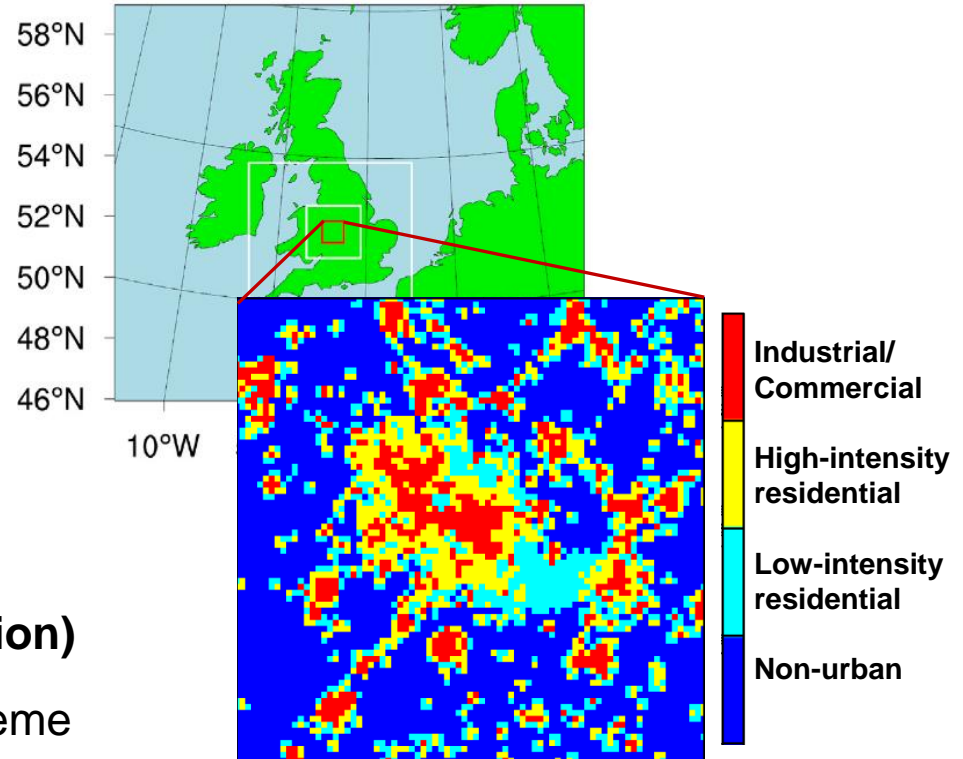 58°N
56°N
54°N
52°N
50°N
48°N
46°N
10°W
Industrial/
Commercial
High-intensity
residential
Low-intensity
residential
Non-urban
ion)
eme